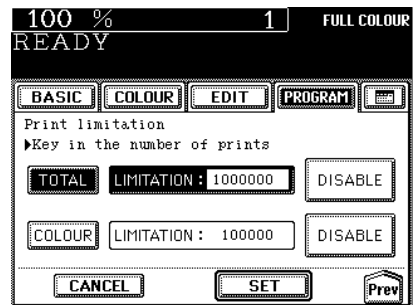 100 % 1 FULL COLOUR
READY
BASIC COLOUR EDIT PROGRAM
Print limitation
▶Key in the number of prints
TOTAL LIMITATION : 1000000 DISABLE
COLOUR LIMITATION : 100000 DISABLE
CANCEL SET Prev